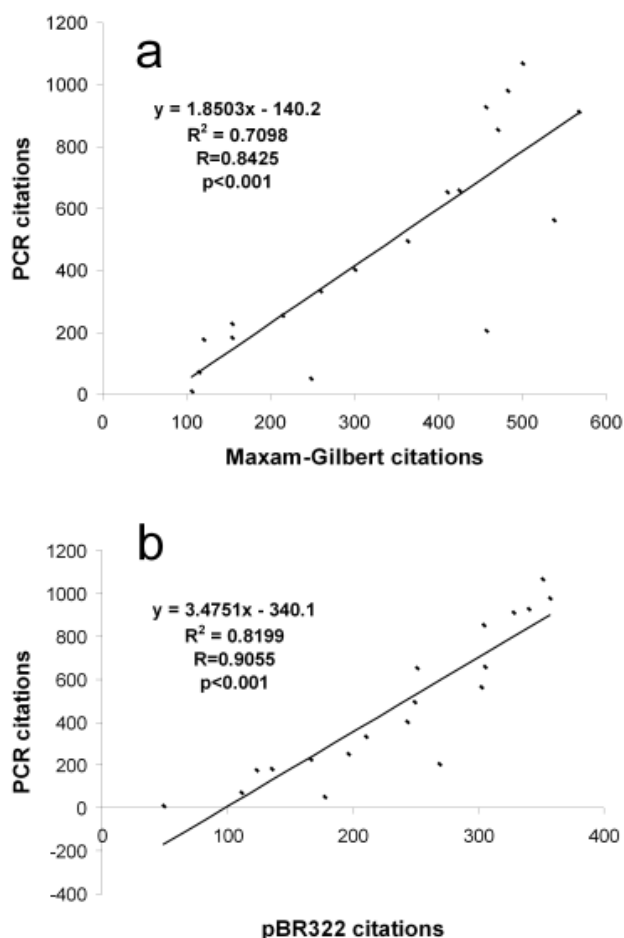 a
y = 1.8503x - 140.2
R² = 0.7098
R=0.8425
p<0.001
PCR citations
1200
1000
800
600
400
200
0
0 100 200 300 400 500 600
Maxam-Gilbert citations
b
y = 3.4751x - 340.1
R² = 0.8199
R=0.9055
p<0.001
PCR citations
1200
1000
800
600
400
200
0
-200
-400
0 100 200 300 400
pBR322 citations